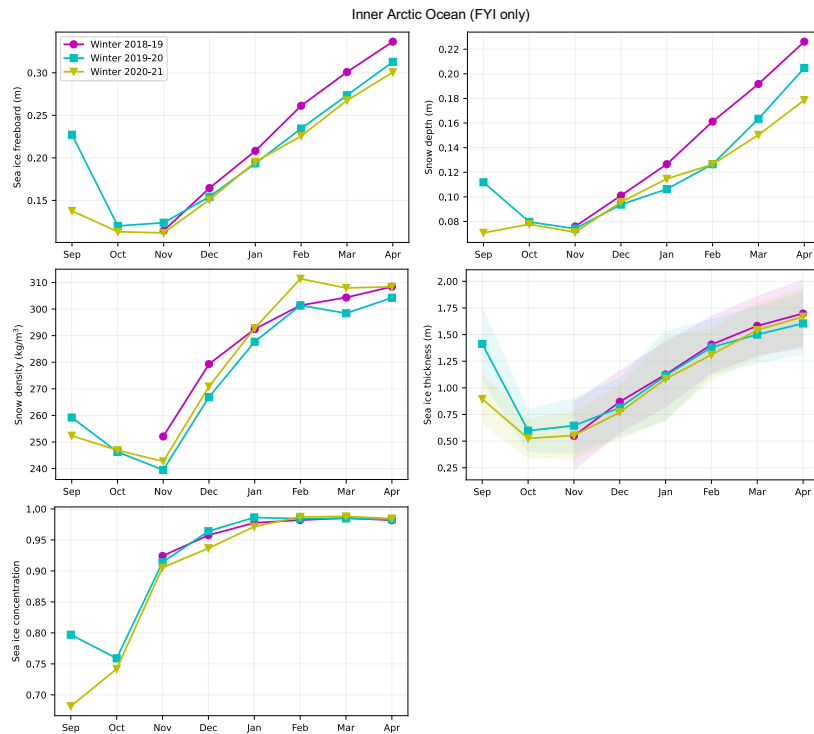 Inner Arctic Ocean (FYI only)
Winter 2018-19
Winter 2019-20
Winter 2020-21
Sea ice freeboard (m)
0.30
0.25
0.20
0.15
Sep Oct Nov Dec Jan Feb Mar Apr
Snow depth (m)
0.22
0.20
0.18
0.16
0.14
0.12
0.10
0.08
Sep Oct Nov Dec Jan Feb Mar Apr
Snow density (kg/m³)
310
300
290
280
270
260
250
240
Sep Oct Nov Dec Jan Feb Mar Apr
Sea ice thickness (m)
2.00
1.75
1.50
1.25
1.00
0.75
0.50
0.25
Sep Oct Nov Dec Jan Feb Mar Apr
Sea ice concentration
1.00
0.95
0.90
0.85
0.80
0.75
0.70
Sep Oct Nov Dec Jan Feb Mar Apr